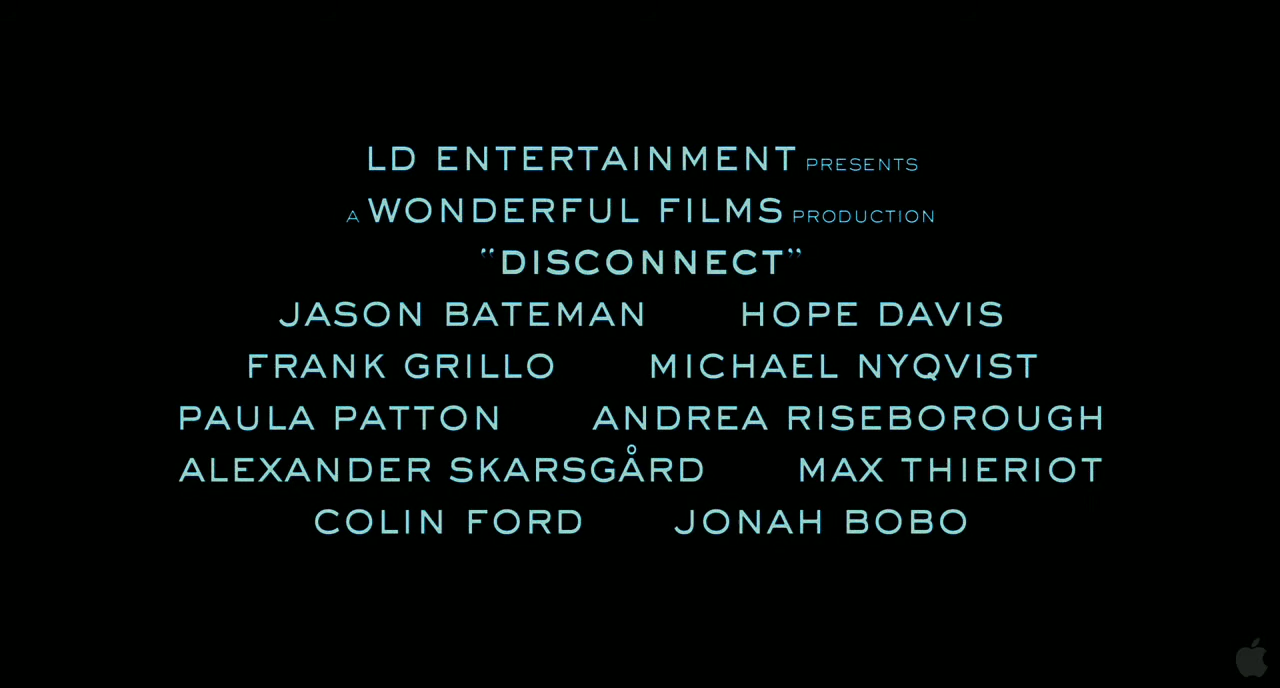 LD ENTERTAINMENT PRESENTS
A WONDERFUL FILMS PRODUCTION
"DISCONNECT"
JASON BATEMAN HOPE DAVIS
FRANK GRILLO MICHAEL NYQVIST
PAULA PATTON ANDREA RISEBOROUGH
ALEXANDER SKARSGÅRD MAX THIERIOT
COLIN FORD JONAH BOBO